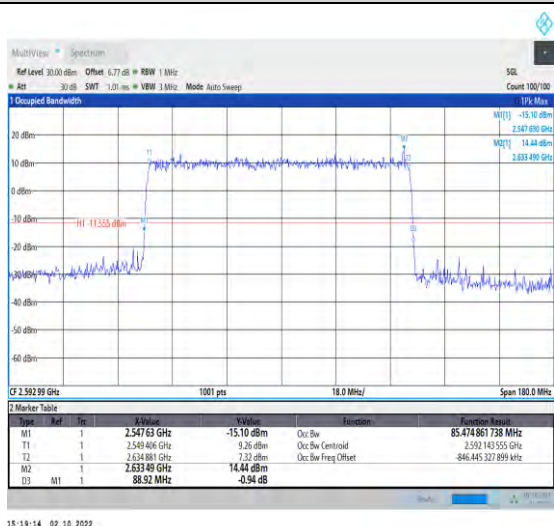 MultiView Spectrum
Ref Level 30.00 dBm Offset 6.77 dB RBW 1 MHz SGL
Att 30 dB SWT 1.01 ms VBW 3 MHz Mode Auto Sweep Count 100/100
1 Occupied Bandwidth 1Pk Max
M1[1] -15.10 dBm
2.547 630 GHz
M2[1] 14.44 dBm
2.633 490 GHz
20 dBm
10 dBm
0 dBm
-10 dBm
H1 -11.555 dBm
-20 dBm
-30 dBm
-40 dBm
-50 dBm
-60 dBm
T1
M2
T2
M1
D3
CF 2.592 99 GHz 1001 pts 18.0 MHz/ Span 180.0 MHz
2 Marker Table
Type Ref Trc X-Value Y-Value Function Function Result
M1 1 2.547 63 GHz -15.10 dBm Occ Bw 85.474 861 738 MHz
T1 1 2.549 406 GHz 9.26 dBm Occ Bw Centroid 2.592 143 555 GHz
T2 1 2.634 881 GHz 7.32 dBm Occ Bw Freq Offset -846.445 327 899 kHz
M2 1 2.633 49 GHz 14.44 dBm
D3 M1 1 88.92 MHz -0.94 dB
15:19:14 02.10.2022